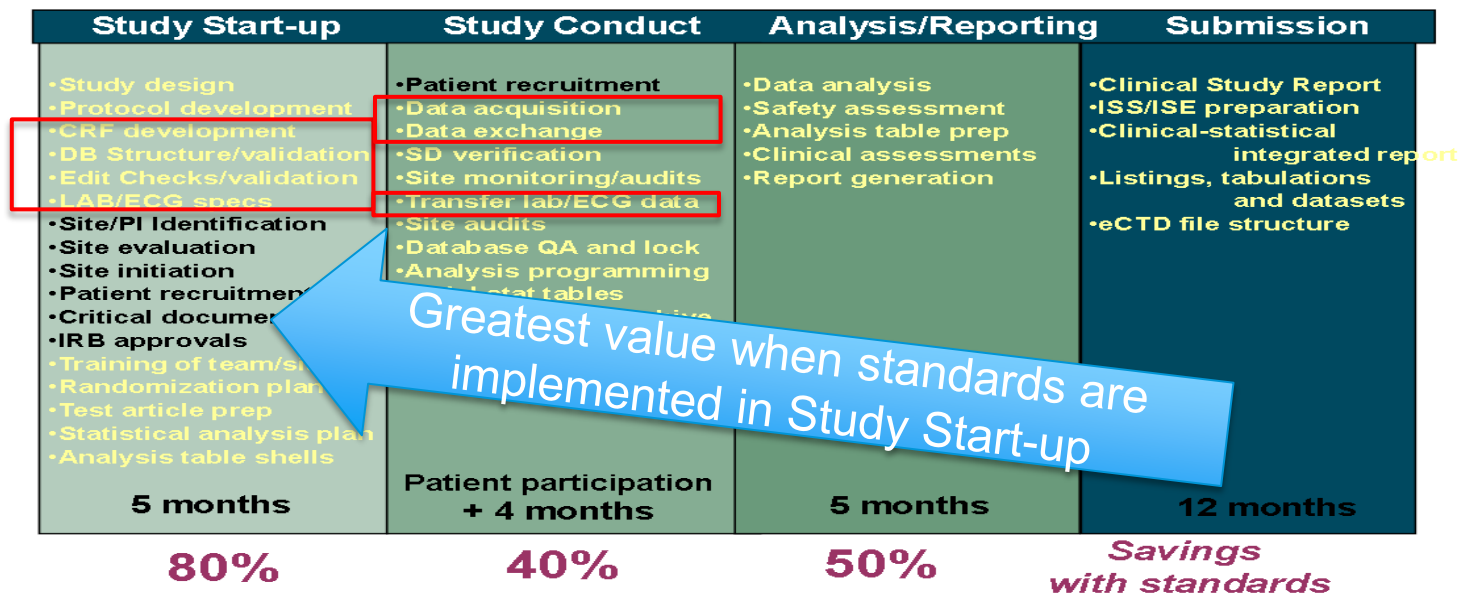 Study Start-up
Study Conduct
Analysis/Reporting
Submission
•Study design
•Protocol development
•CRF development
•DB Structure/validation
•Edit Checks/validation
•LAB/ECG specs
•Site/PI Identification
•Site evaluation
•Site initiation
•Patient recruitment
•Critical
•IRB approvals
•Training of
•Randomization plan
•Test article prep
•Statistical analysis plan
•Analysis table shells
5 months
•Patient recruitment
•Data acquisition
•Data exchange
•SD verification
•Site monitoring/audits
•Transfer lab/ECG data
•Site audits
•Database QA and lock
•Analysis programming
stat tables
Patient participation
+ 4 months
•Data analysis
•Safety assessment
•Analysis table prep
•Clinical assessments
•Report generation
5 months
•Clinical Study Report
•ISS/ISE preparation
•Clinical-statistical
integrated report
•Listings, tabulations
and datasets
•eCTD file structure
12 months
Greatest value when standards are
implemented in Study Start-up
80%
40%
50%
Savings
with standards